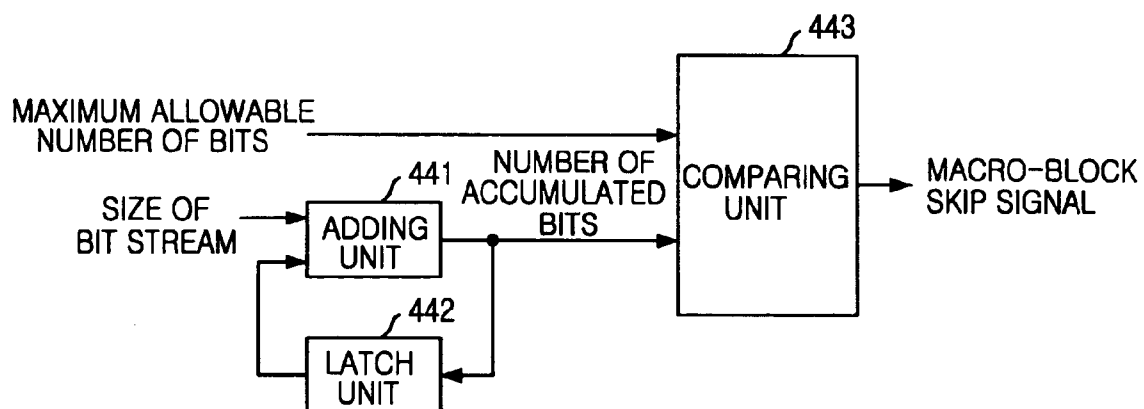 443
MAXIMUM ALLOWABLE
NUMBER OF BITS
NUMBER OF
ACCUMULATED
BITS
COMPARING
UNIT
MACRO-BLOCK
SKIP SIGNAL
441
SIZE OF
BIT STREAM
ADDING
UNIT
442
LATCH
UNIT